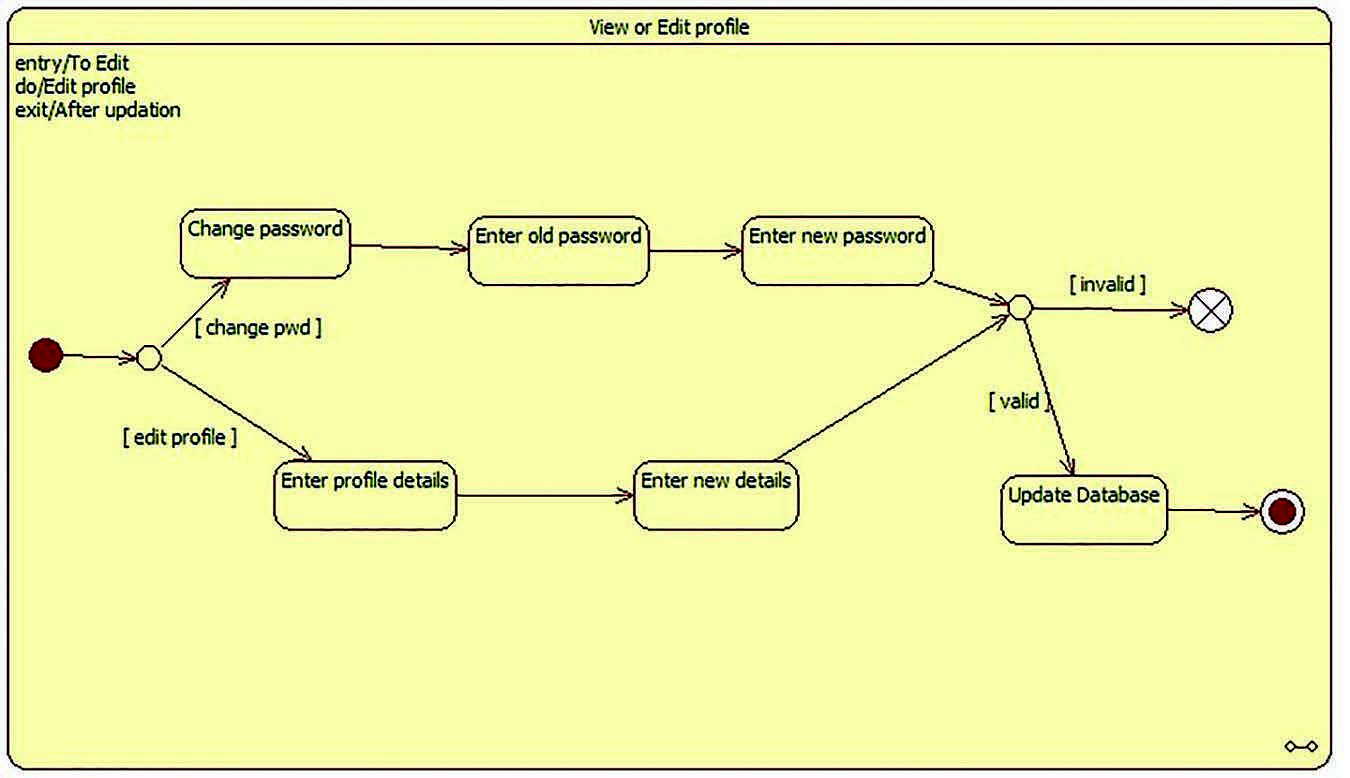 View or Edit profile
entry/To Edit
do/Edit profile
exit/After updation
Change password
Enter old password
Enter new password
[ invalid ]
[ change pwd ]
[ valid ]
[ edit profile ]
Enter profile details
Enter new details
Update Database